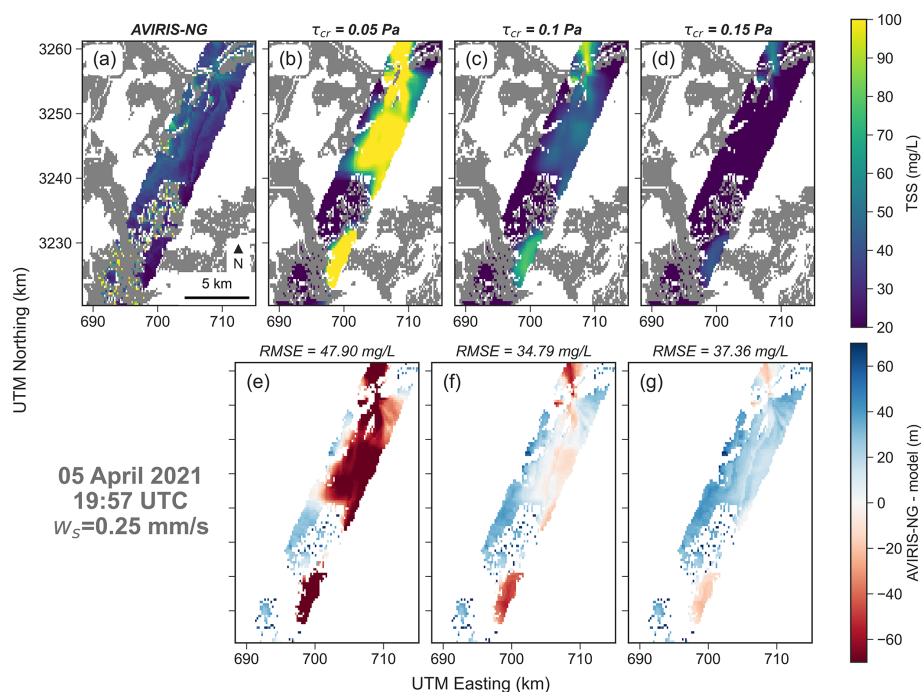 AVIRIS-NG
τcr = 0.05 Pa
τcr = 0.1 Pa
τcr = 0.15 Pa
(a)
(b)
(c)
(d)
3260
3250
3240
3230
N
5 km
690
700
710
690
700
710
690
700
710
690
700
710
UTM Northing (km)
100
90
80
70
60
50
40
30
20
TSS (mg/L)
RMSE = 47.90 mg/L
RMSE = 34.79 mg/L
RMSE = 37.36 mg/L
(e)
(f)
(g)
05 April 2021
19:57 UTC
ws=0.25 mm/s
690
700
710
690
700
710
690
700
710
UTM Easting (km)
60
40
20
0
−20
−40
−60
AVIRIS-NG - model (m)